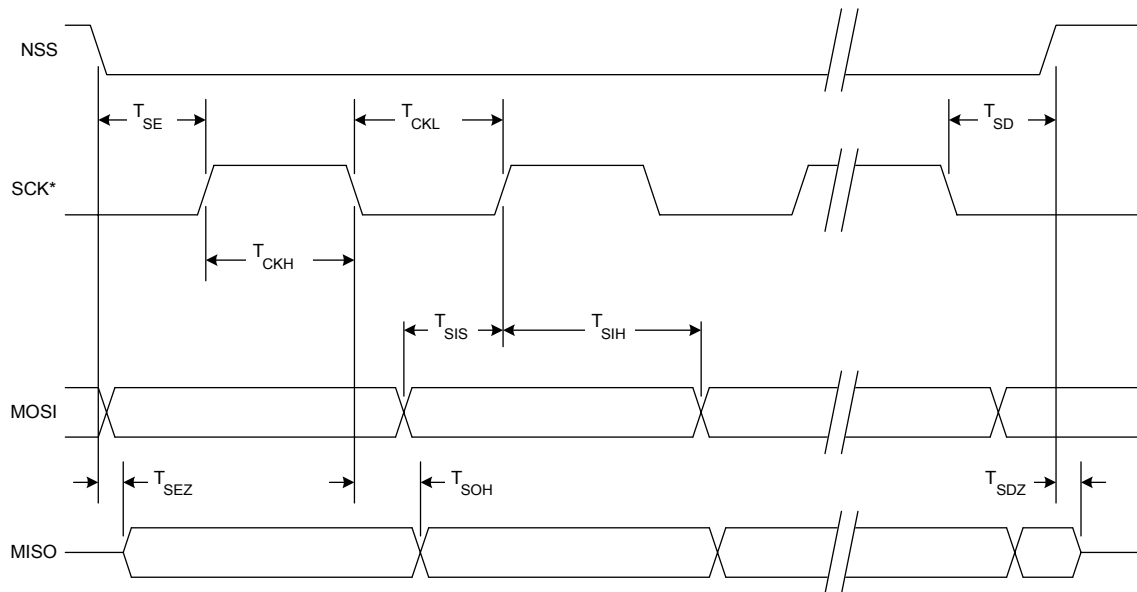 NSS
T_SE
T_CKL
T_SD
SCK*
T_CKH
T_SIS
T_SIH
MOSI
T_SEZ
T_SOH
T_SDZ
MISO